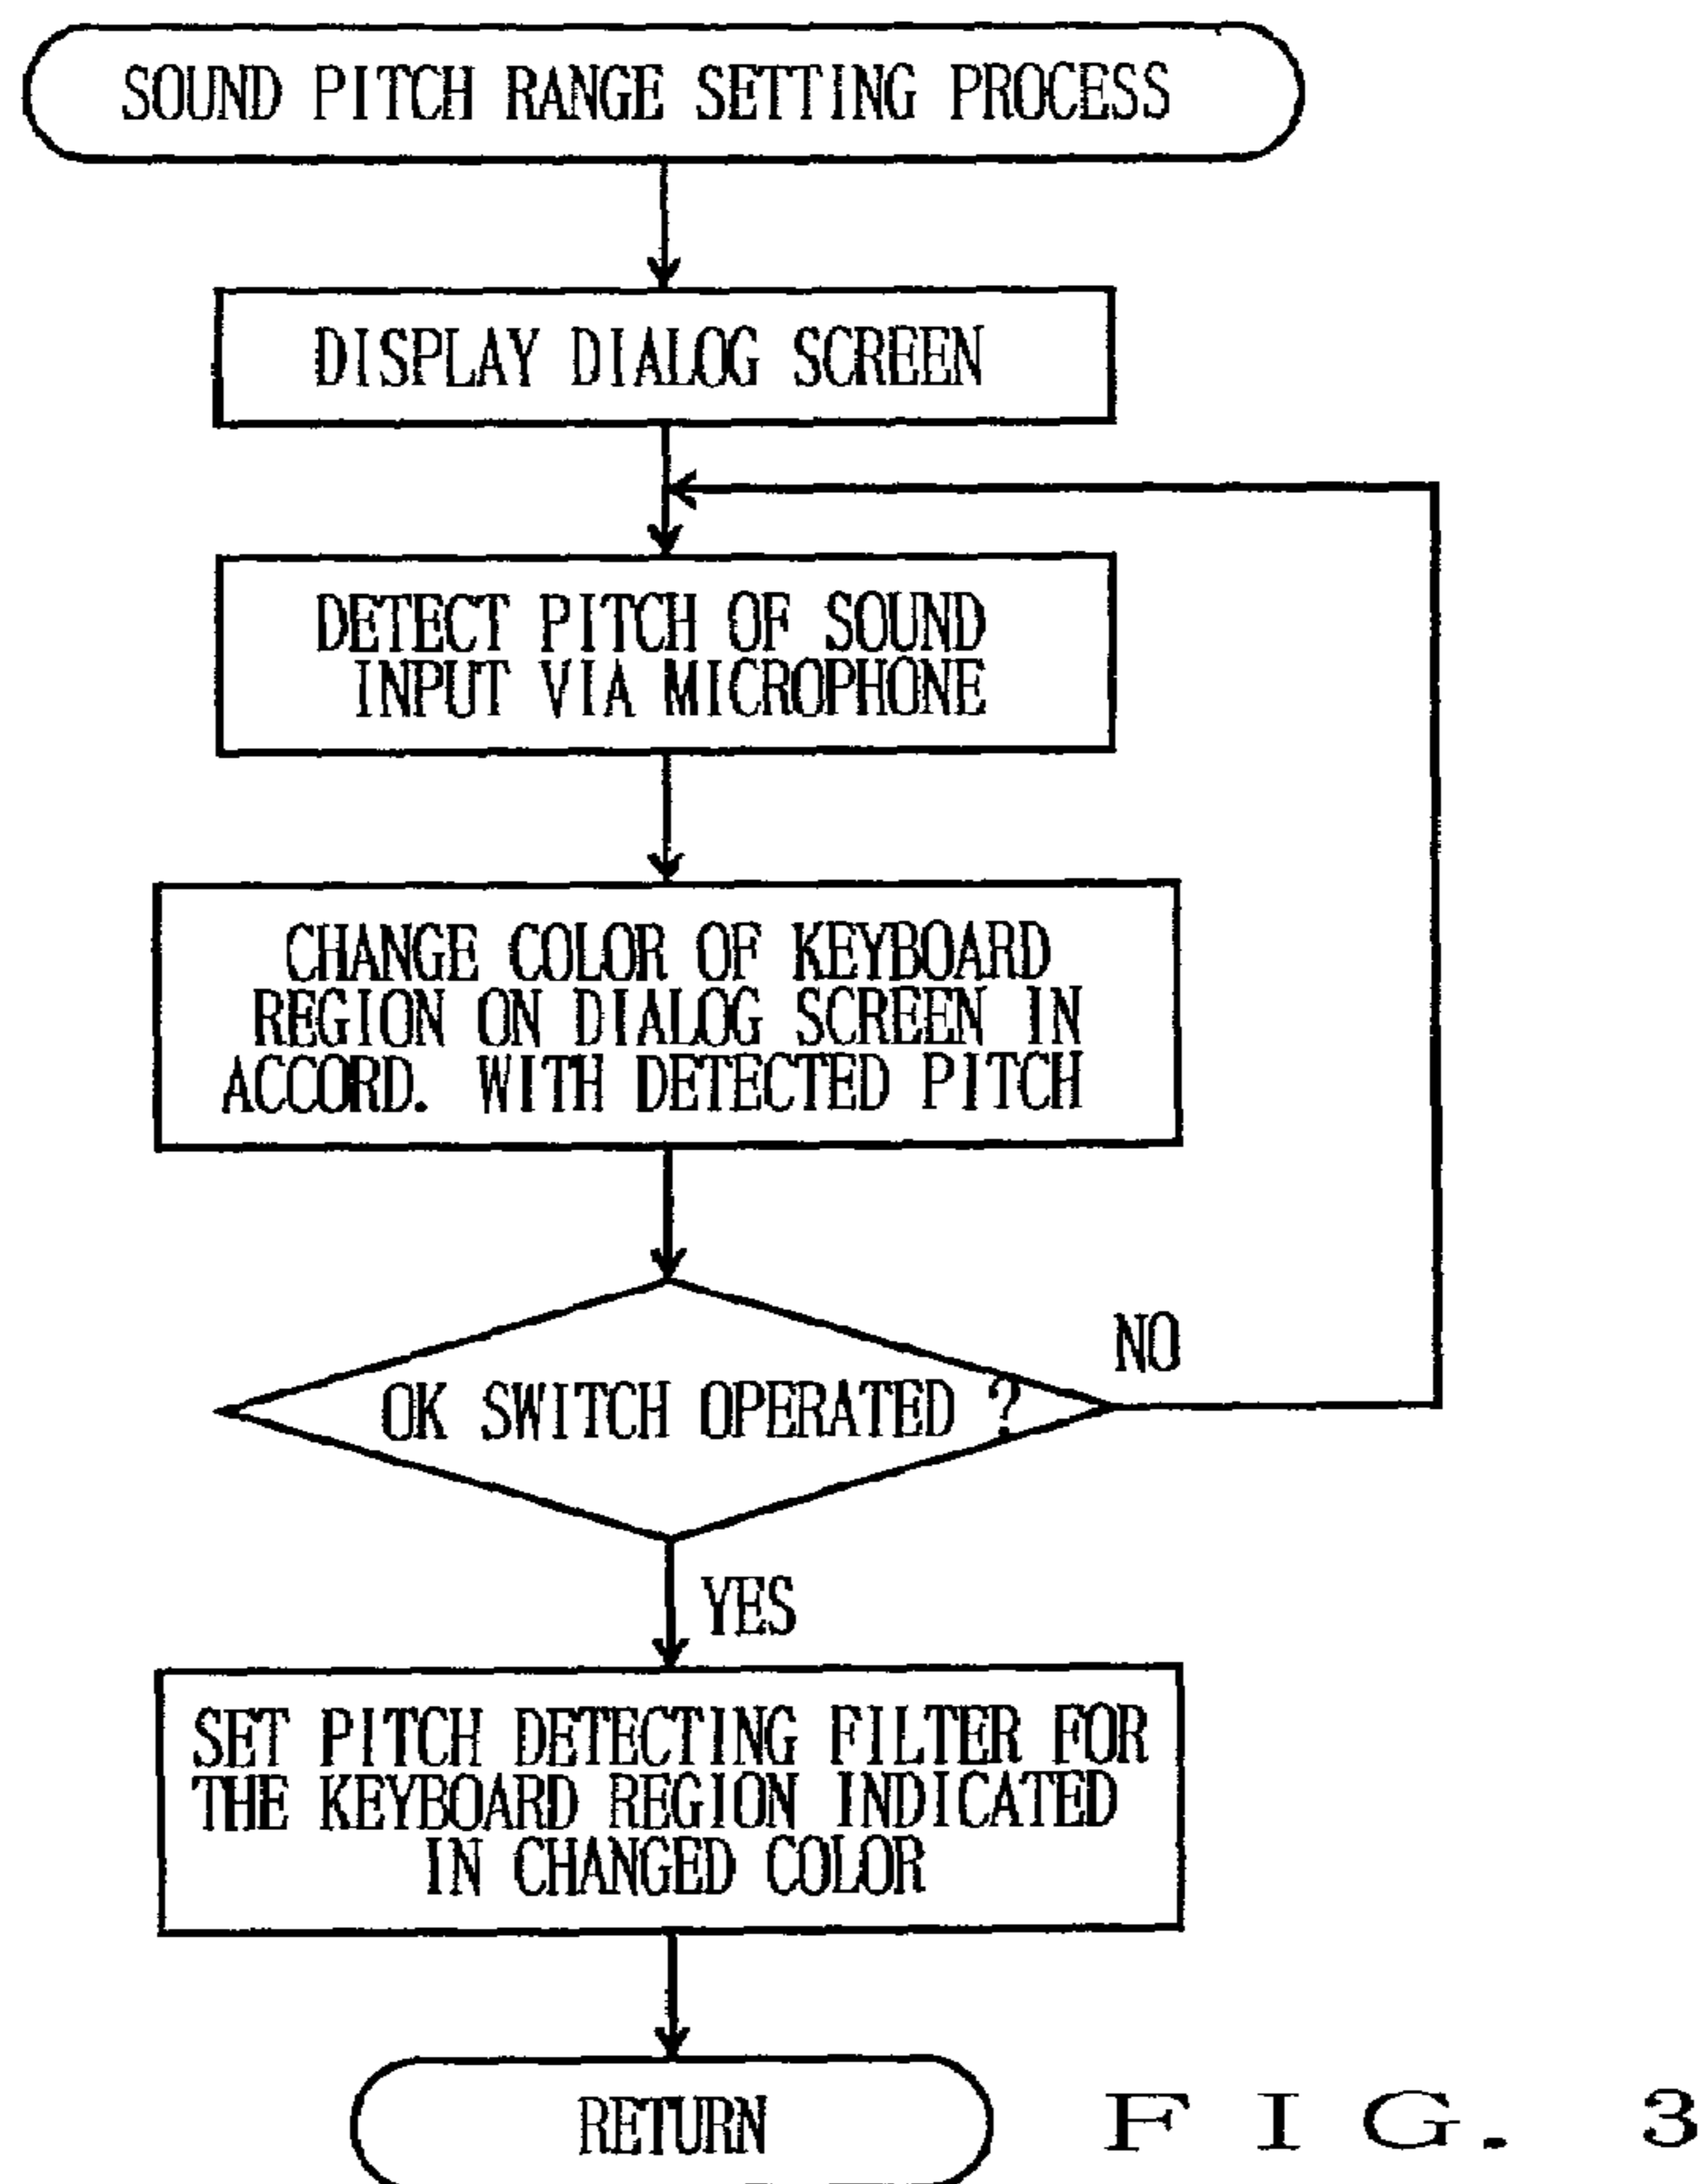 SOUND PITCH RANGE SETTING PROCESS
DISPLAY DIALOG SCREEN
DETECT PITCH OF SOUND
INPUT VIA MICROPHONE
CHANGE COLOR OF KEYBOARD
REGION ON DIALOG SCREEN IN
ACCORD. WITH DETECTED PITCH
NO
OK SWITCH OPERATED ?
YES
SET PITCH DETECTING FILTER FOR
THE KEYBOARD REGION INDICATED
IN CHANGED COLOR
RETURN
FIG. 3